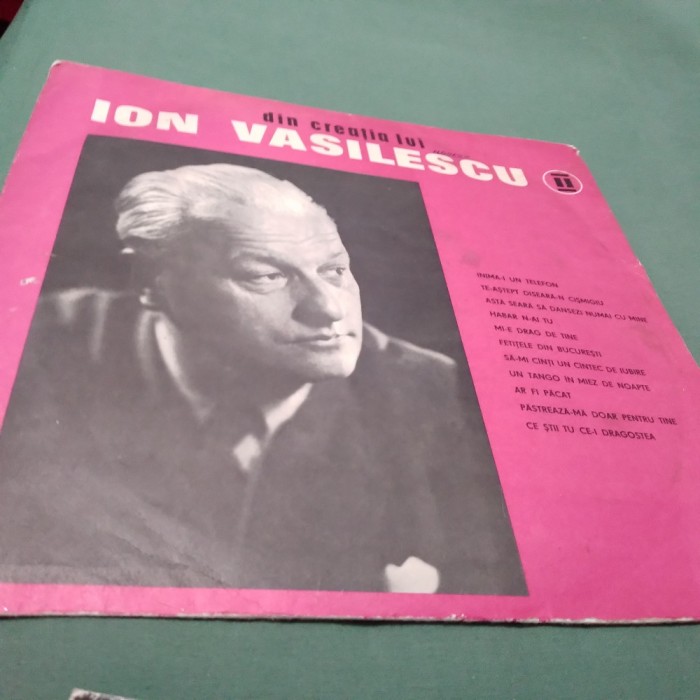 din creația lui
ION VASILESCU
II
INIMA-I UN TELEFON
TE-AȘTEPT DISEARĂ-N CIȘMIGIU
ASTĂ SEARĂ SĂ DANSEZI NUMAI CU MINE
HABAR N-AI TU
MI-E DRAG DE TINE
FETIȚELE DIN BUCUREȘTI
SĂ-MI CÎNȚI UN CÎNTEC DE IUBIRE
UN TANGO ÎN MIEZ DE NOAPTE
AR FI PĂCAT
PĂSTREAZĂ-MĂ DOAR PENTRU TINE
CE ȘTII TU CE-I DRAGOSTEA